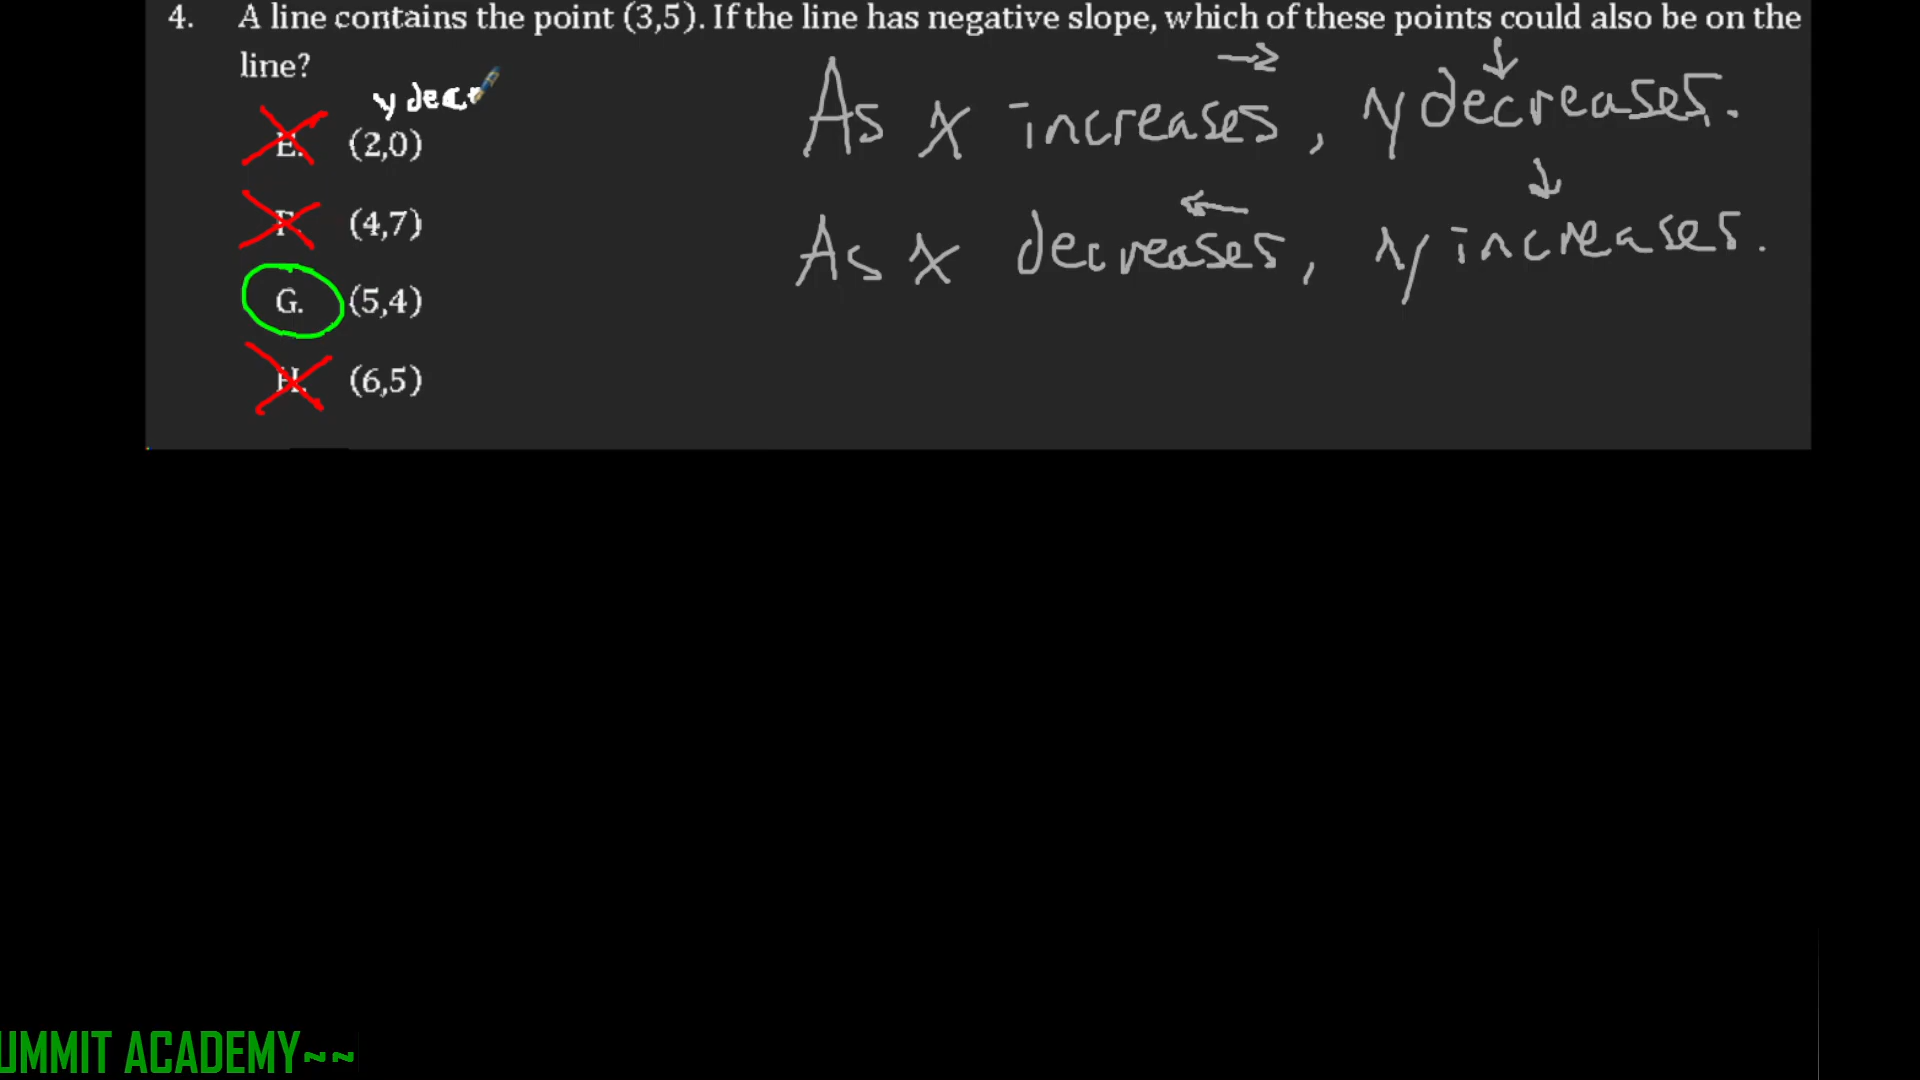 4. A line contains the point (3,5). If the line has negative slope, which of these points could also be on the
line?
y decr
As x increases, y decreases.
E. (2,0)
As x decreases, y increases.
F. (4,7)
G. (5,4)
H. (6,5)
UMMIT ACADEMY~~